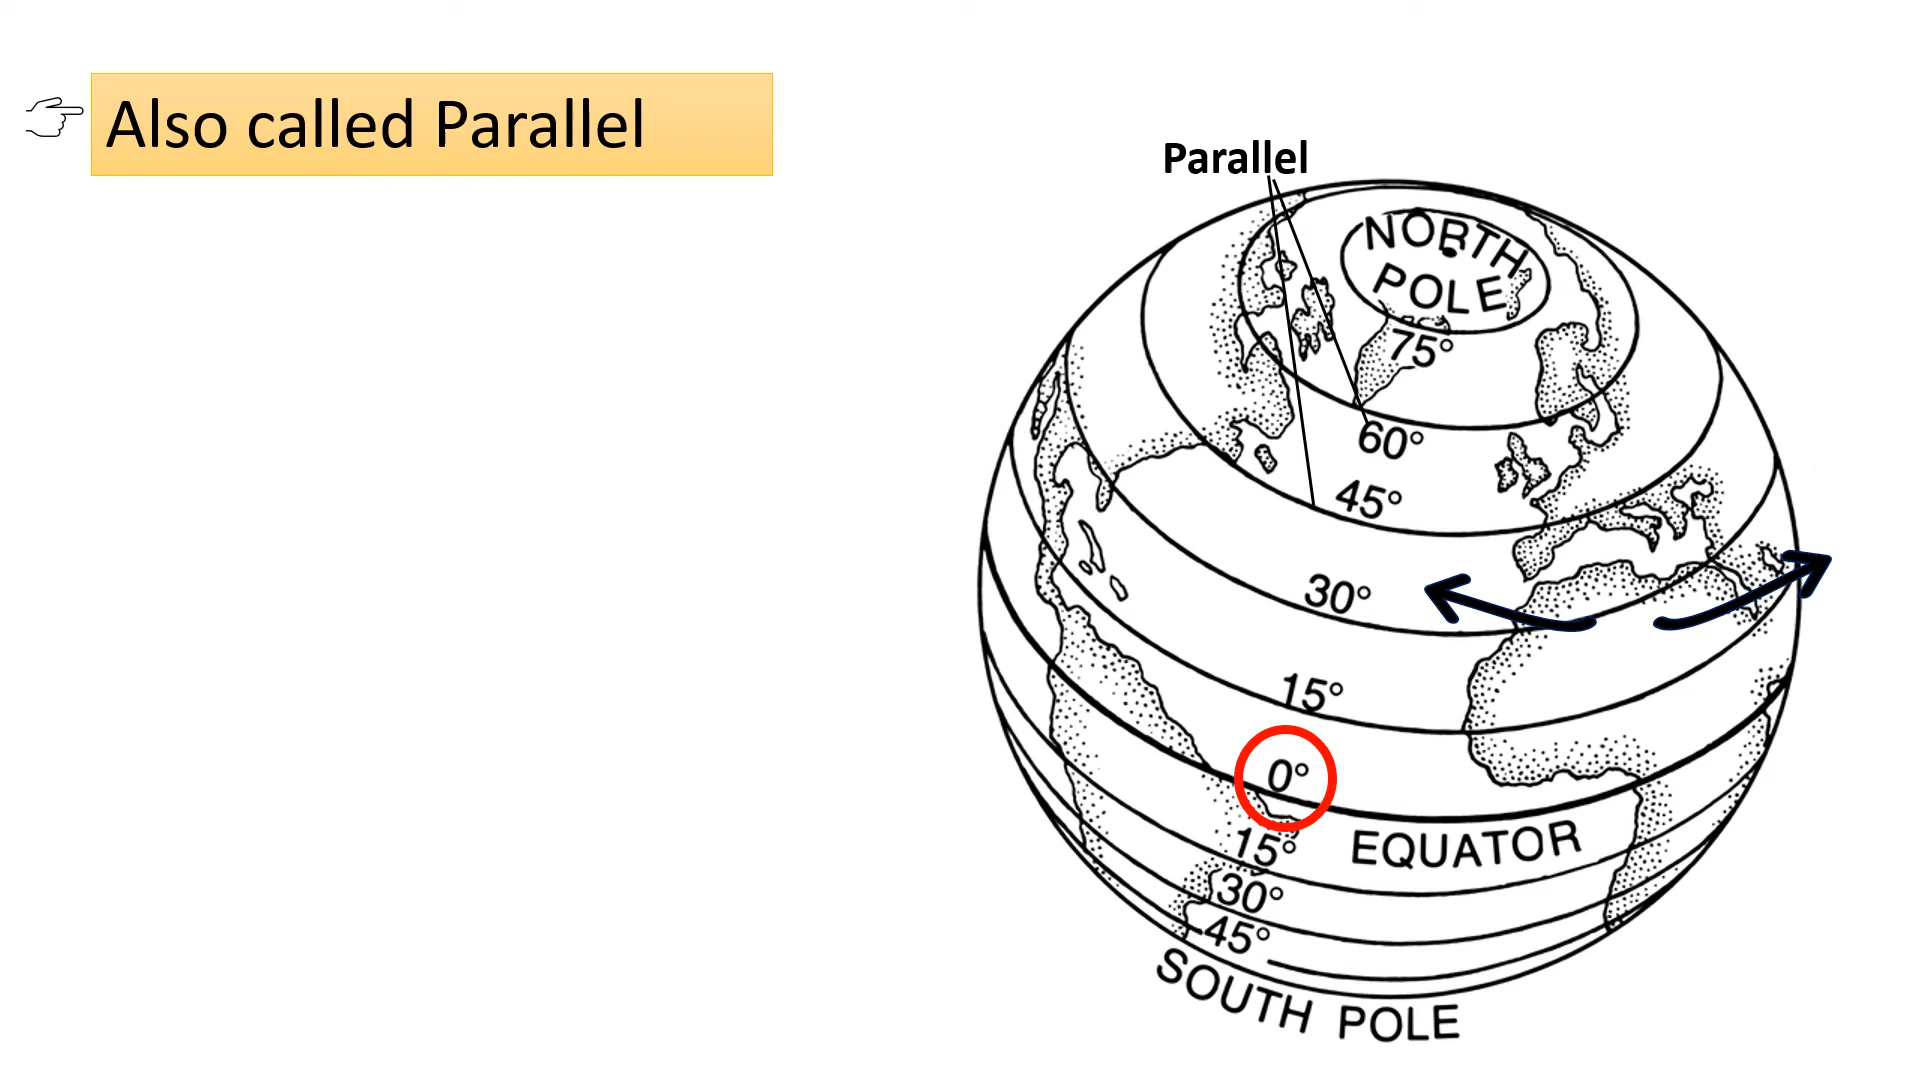 Also called Parallel
Parallel
NORTH
POLE
75°
60°
45°
30°
15°
0°
EQUATOR
15°
30°
45°
SOUTH POLE